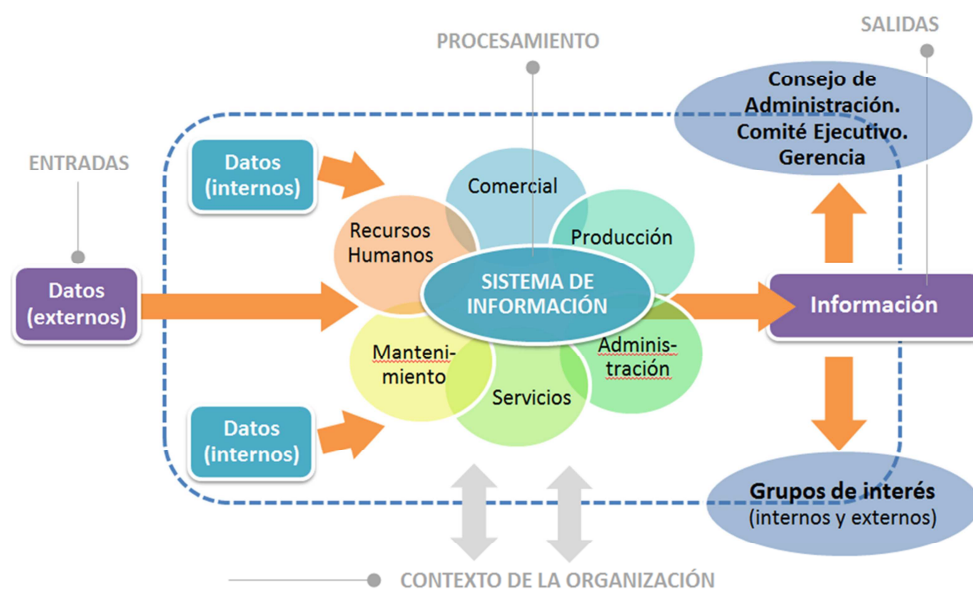 SALIDAS
PROCESAMIENTO
Consejo de
Administración.
Comité Ejecutivo.
Gerencia
ENTRADAS
Datos
(internos)
Comercial
Recursos
Humanos
Producción
SISTEMA DE
INFORMACIÓN
Datos
(externos)
Información
Manteni-
miento
Adminis-
tración
Servicios
Datos
(internos)
Grupos de interés
(internos y externos)
CONTEXTO DE LA ORGANIZACIÓN